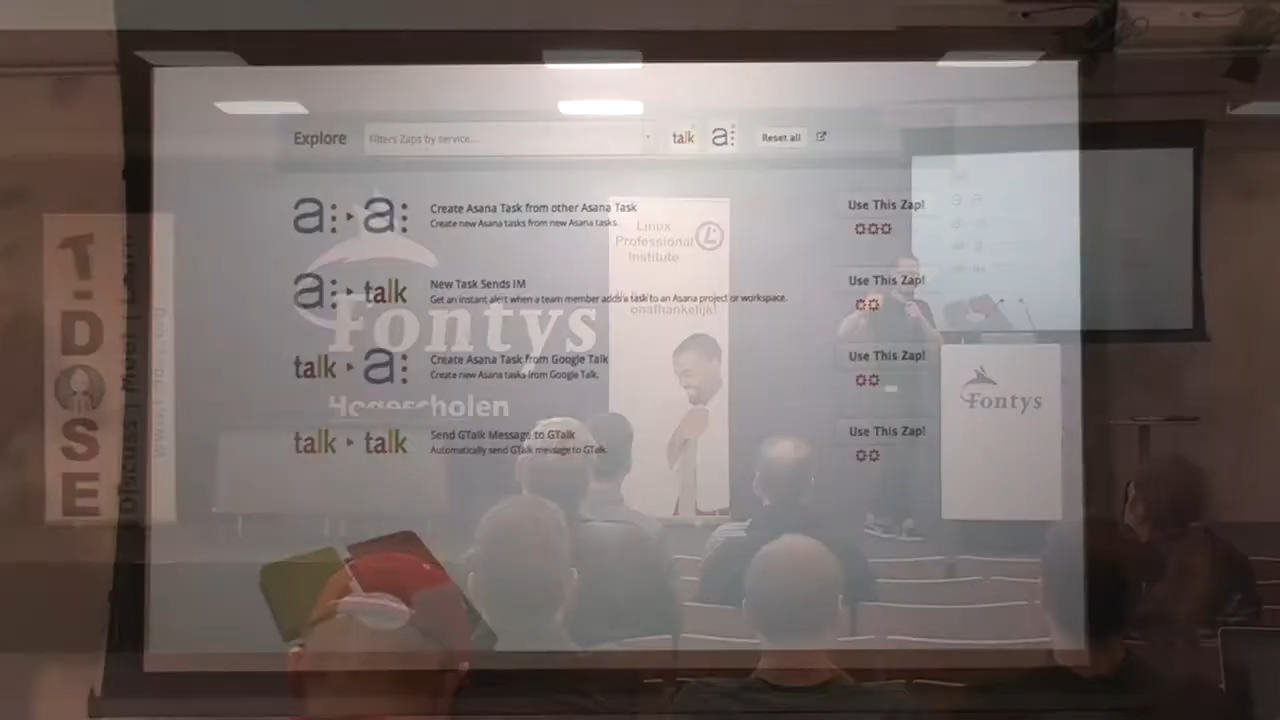 Explore
Filters Zaps by service...
talk
a:
Reset all
a: a:
Create Asana Task from other Asana Task
Create new Asana tasks from new Asana tasks.
Use This Zap!
a: talk
New Task Sends IM
Get an instant alert when a team member adds a task to an Asana project or workspace.
Use This Zap!
talk a:
Create Asana Task from Google Talk
Create new Asana tasks from Google Talk.
Use This Zap!
talk talk
Send GTalk Message to GTalk
Automatically send GTalk message to GTalk.
Use This Zap!
Linux
Professional
Institute
onafhankelijk!
Fontys
Hogescholen
Fontys
T-DOSE
Discuss | Meet | Learn